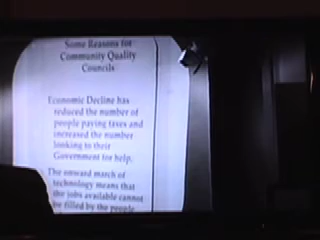 Some Reasons for
Community Quality
Councils
Economic Decline has
reduced the number of
people paying taxes and
increased the number
looking to their
Government for help.
The onward march of
technology means that
the jobs available cannot
be filled by the people